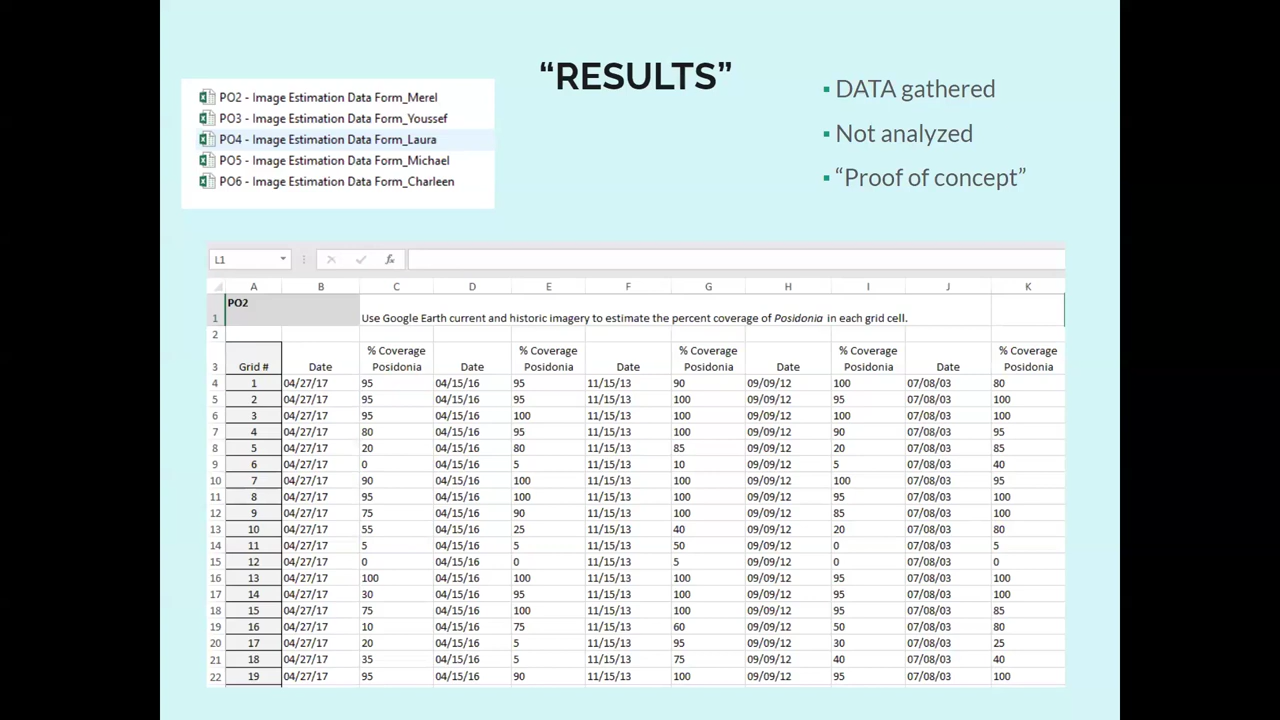 “RESULTS”
PO2 - Image Estimation Data Form_Merel
PO3 - Image Estimation Data Form_Youssef
PO4 - Image Estimation Data Form_Laura
PO5 - Image Estimation Data Form_Michael
PO6 - Image Estimation Data Form_Charleen
▪ DATA gathered
▪ Not analyzed
▪ “Proof of concept”
L1 fx
A B C D E F G H I J K
PO2
1 Use Google Earth current and historic imagery to estimate the percent coverage of Posidonia in each grid cell.
2
% Coverage % Coverage % Coverage % Coverage % Coverage
3 Grid # Date Posidonia Date Posidonia Date Posidonia Date Posidonia Date Posidonia
4 1 04/27/17 95 04/15/16 95 11/15/13 90 09/09/12 100 07/08/03 80
5 2 04/27/17 95 04/15/16 95 11/15/13 100 09/09/12 95 07/08/03 100
6 3 04/27/17 95 04/15/16 100 11/15/13 100 09/09/12 100 07/08/03 100
7 4 04/27/17 80 04/15/16 95 11/15/13 100 09/09/12 90 07/08/03 95
8 5 04/27/17 20 04/15/16 80 11/15/13 85 09/09/12 20 07/08/03 85
9 6 04/27/17 0 04/15/16 5 11/15/13 10 09/09/12 5 07/08/03 40
10 7 04/27/17 90 04/15/16 100 11/15/13 100 09/09/12 100 07/08/03 95
11 8 04/27/17 95 04/15/16 100 11/15/13 100 09/09/12 95 07/08/03 100
12 9 04/27/17 75 04/15/16 90 11/15/13 100 09/09/12 85 07/08/03 100
13 10 04/27/17 55 04/15/16 25 11/15/13 40 09/09/12 20 07/08/03 80
14 11 04/27/17 5 04/15/16 5 11/15/13 50 09/09/12 0 07/08/03 5
15 12 04/27/17 0 04/15/16 0 11/15/13 5 09/09/12 0 07/08/03 0
16 13 04/27/17 100 04/15/16 100 11/15/13 100 09/09/12 95 07/08/03 100
17 14 04/27/17 30 04/15/16 95 11/15/13 100 09/09/12 95 07/08/03 100
18 15 04/27/17 75 04/15/16 100 11/15/13 100 09/09/12 95 07/08/03 85
19 16 04/27/17 10 04/15/16 75 11/15/13 60 09/09/12 50 07/08/03 80
20 17 04/27/17 20 04/15/16 5 11/15/13 95 09/09/12 30 07/08/03 25
21 18 04/27/17 35 04/15/16 5 11/15/13 75 09/09/12 40 07/08/03 40
22 19 04/27/17 95 04/15/16 90 11/15/13 100 09/09/12 95 07/08/03 100